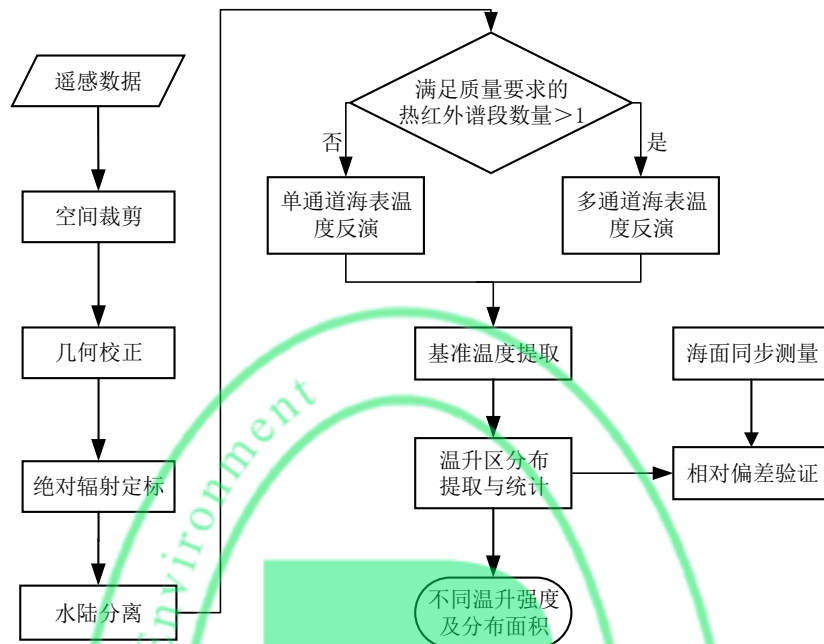 遥感数据
空间裁剪
几何校正
绝对辐射定标
水陆分离
满足质量要求的
热红外谱段数量＞1
否
是
单通道海表温
度反演
多通道海表温
度反演
基准温度提取
海面同步测量
温升区分布
提取与统计
相对偏差验证
不同温升强度
及分布面积
Environment